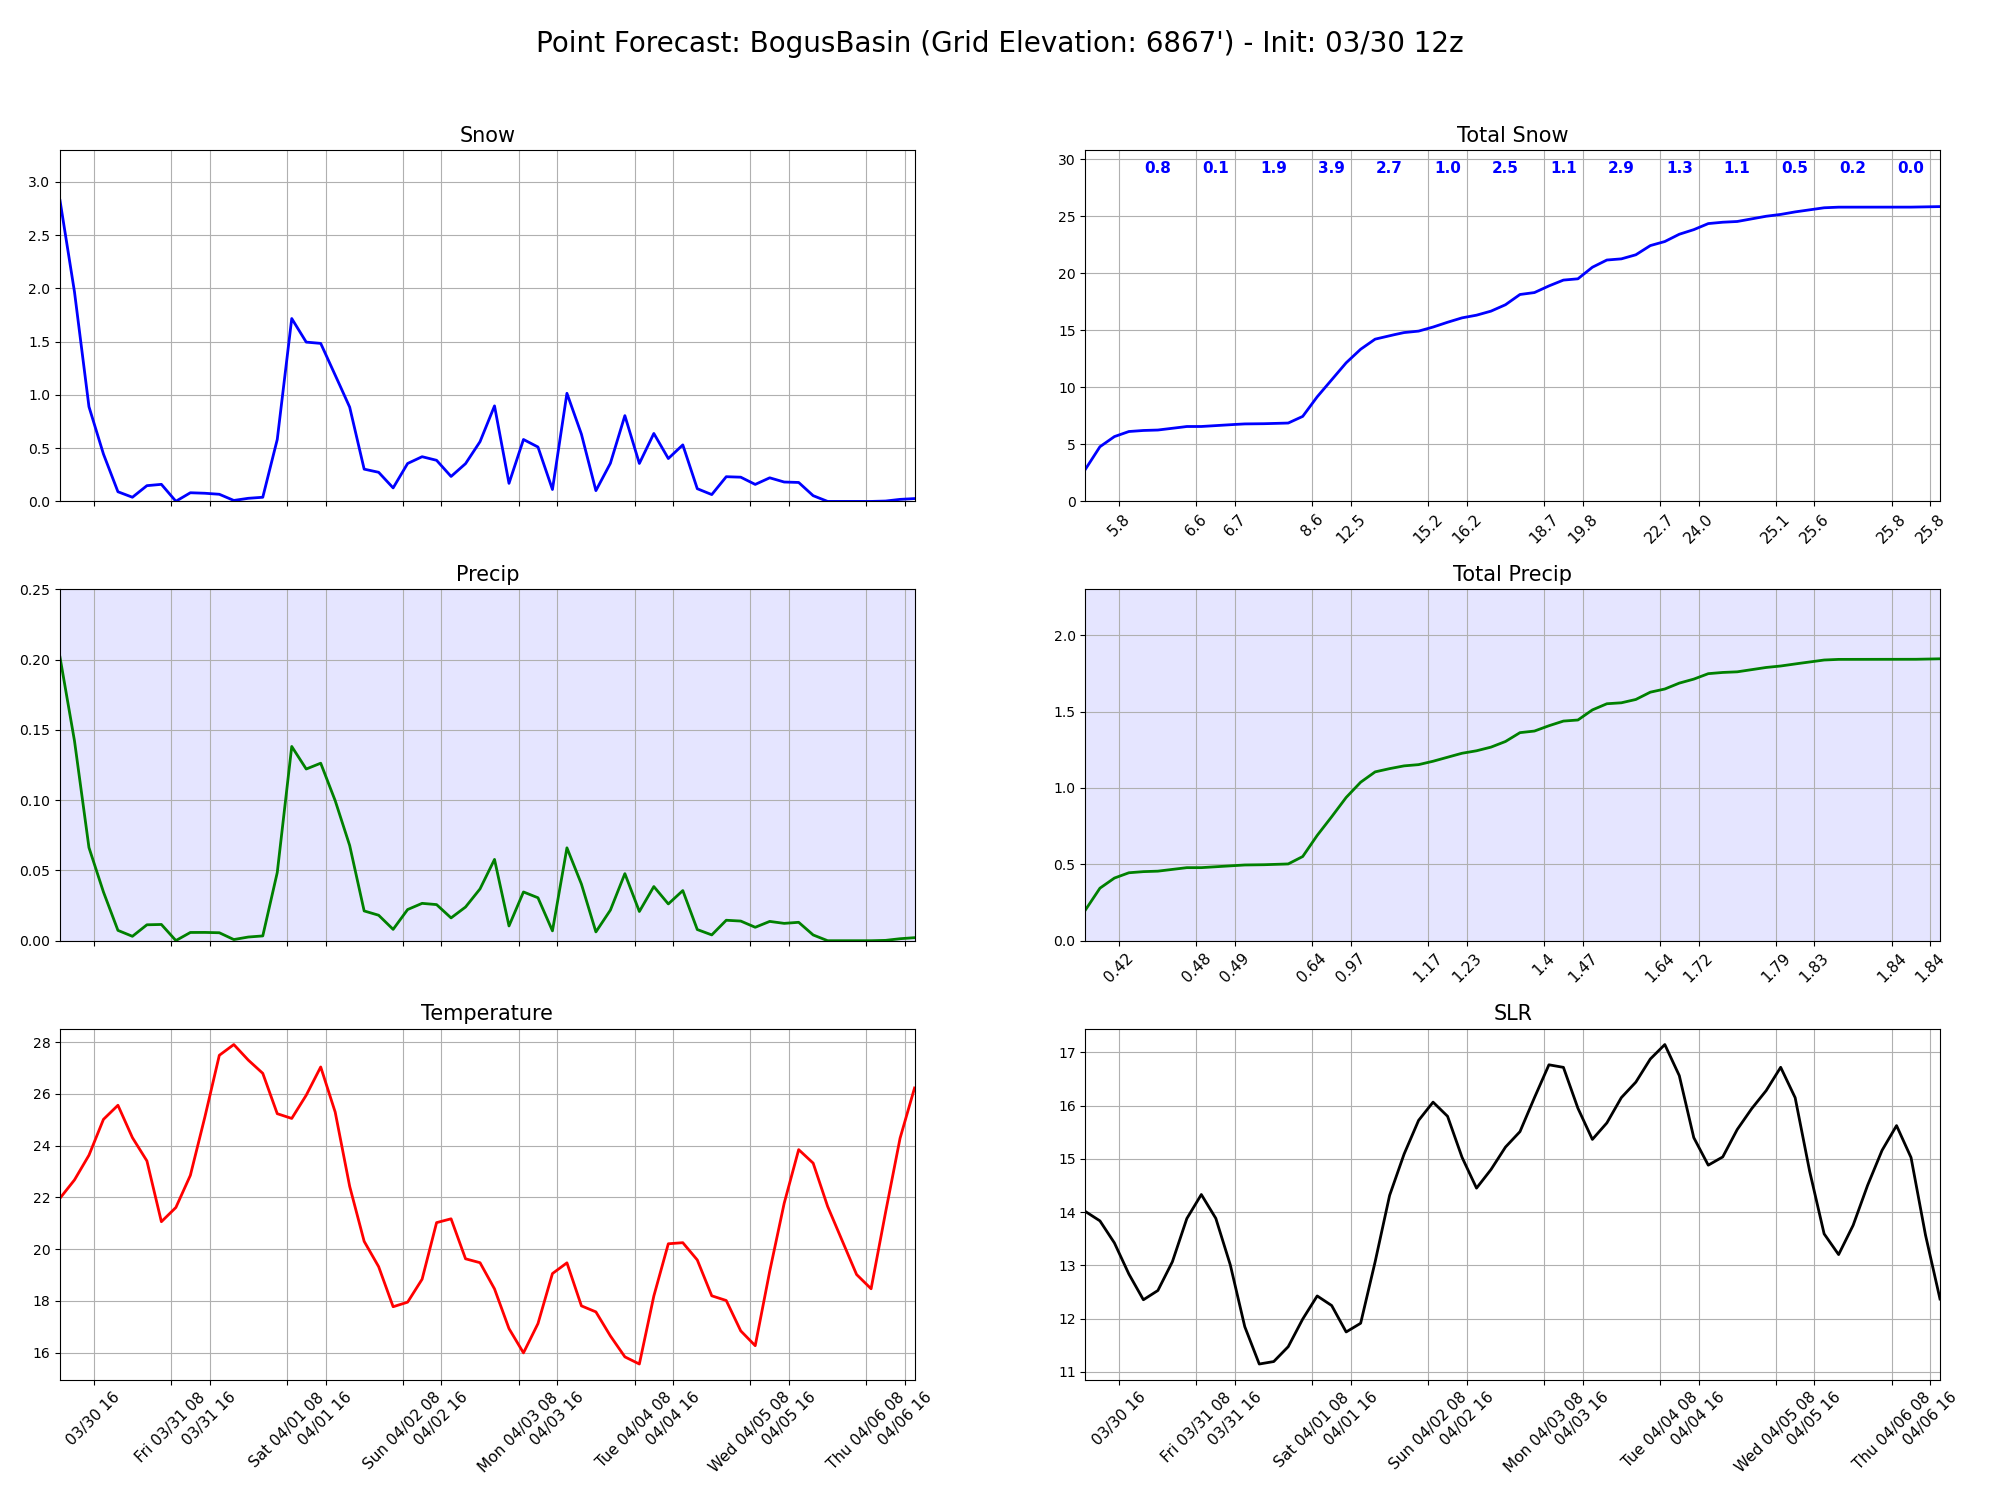 Point Forecast: BogusBasin (Grid Elevation: 6867') - Init: 03/30 12z
Snow
3.0
2.5
2.0
1.5
1.0
0.5
0.0
Total Snow
0.8 0.1 1.9 3.9 2.7 1.0 2.5 1.1 2.9 1.3 1.1 0.5 0.2 0.0
30
25
20
15
10
5
0
5.8 6.6 6.7 8.6 12.5 15.2 16.2 18.7 19.8 22.7 24.0 25.1 25.6 25.8 25.8
Precip
0.25
0.20
0.15
0.10
0.05
0.00
Total Precip
2.0
1.5
1.0
0.5
0.0
0.42 0.48 0.49 0.64 0.97 1.17 1.23 1.4 1.47 1.64 1.72 1.79 1.83 1.84 1.84
Temperature
28
26
24
22
20
18
16
03/30 16
Fri 03/31 08
03/31 16
Sat 04/01 08
04/01 16
Sun 04/02 08
04/02 16
Mon 04/03 08
04/03 16
Tue 04/04 08
04/04 16
Wed 04/05 08
04/05 16
Thu 04/06 08
04/06 16
SLR
17
16
15
14
13
12
11
03/30 16
Fri 03/31 08
03/31 16
Sat 04/01 08
04/01 16
Sun 04/02 08
04/02 16
Mon 04/03 08
04/03 16
Tue 04/04 08
04/04 16
Wed 04/05 08
04/05 16
Thu 04/06 08
04/06 16